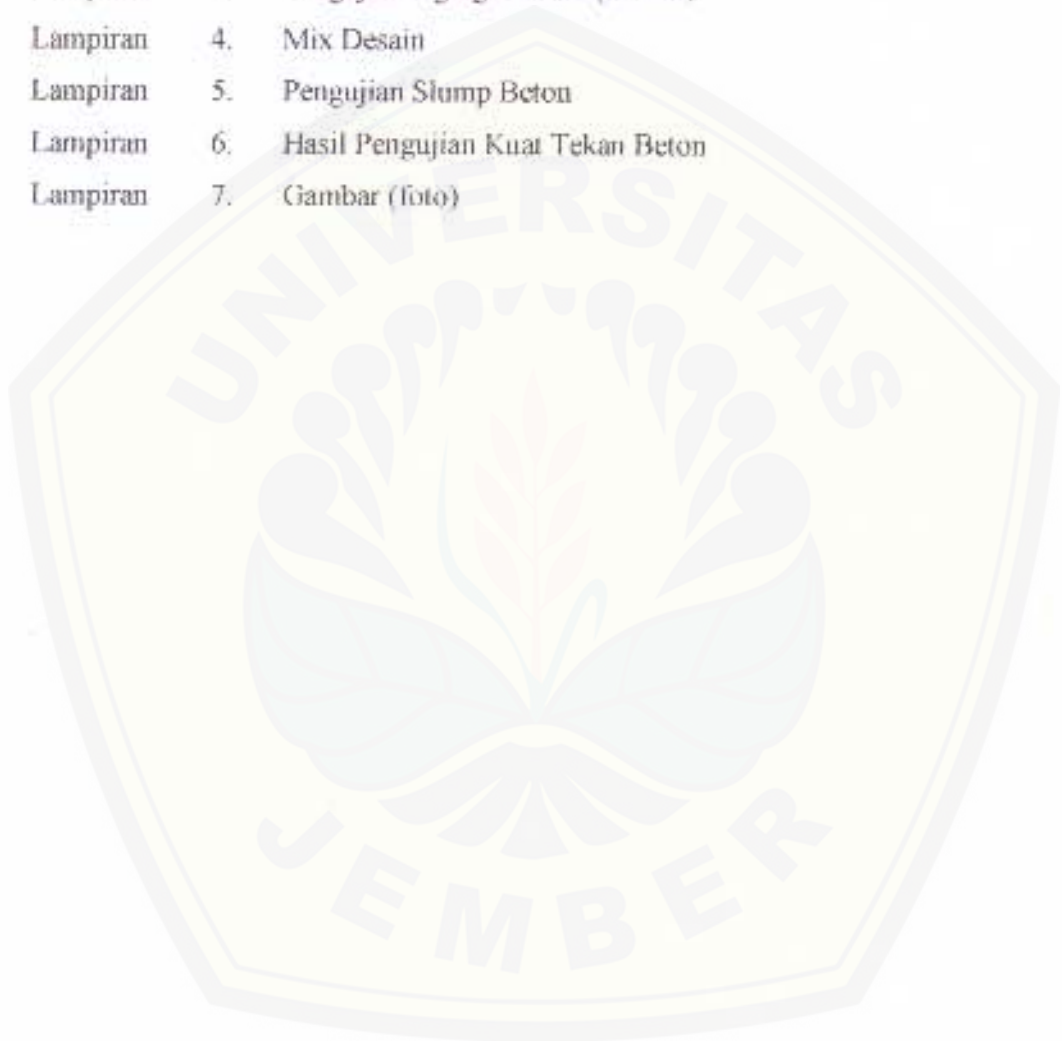 Lampiran 4. Mix Desain
Lampiran 5. Pengujian Slump Beton
Lampiran 6. Hasil Pengujian Kuat Tekan Beton
Lampiran 7. Gambar (foto)
UNIVERSITAS
JEMBER